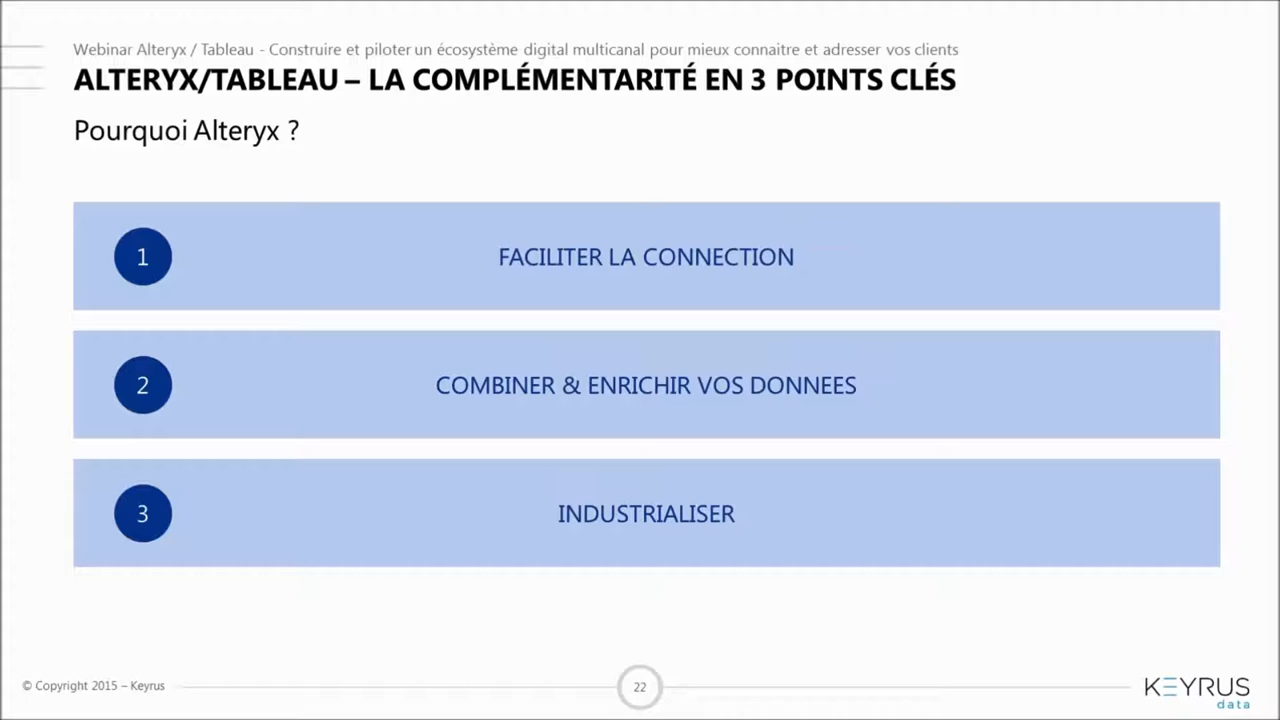 Webinar Alteryx / Tableau - Construire et piloter un écosystème digital multicanal pour mieux connaitre et adresser vos clients
ALTERYX/TABLEAU – LA COMPLÉMENTARITÉ EN 3 POINTS CLÉS
Pourquoi Alteryx ?
1 FACILITER LA CONNECTION
2 COMBINER & ENRICHIR VOS DONNEES
3 INDUSTRIALISER
© Copyright 2015 – Keyrus
22
KEYRUS
data